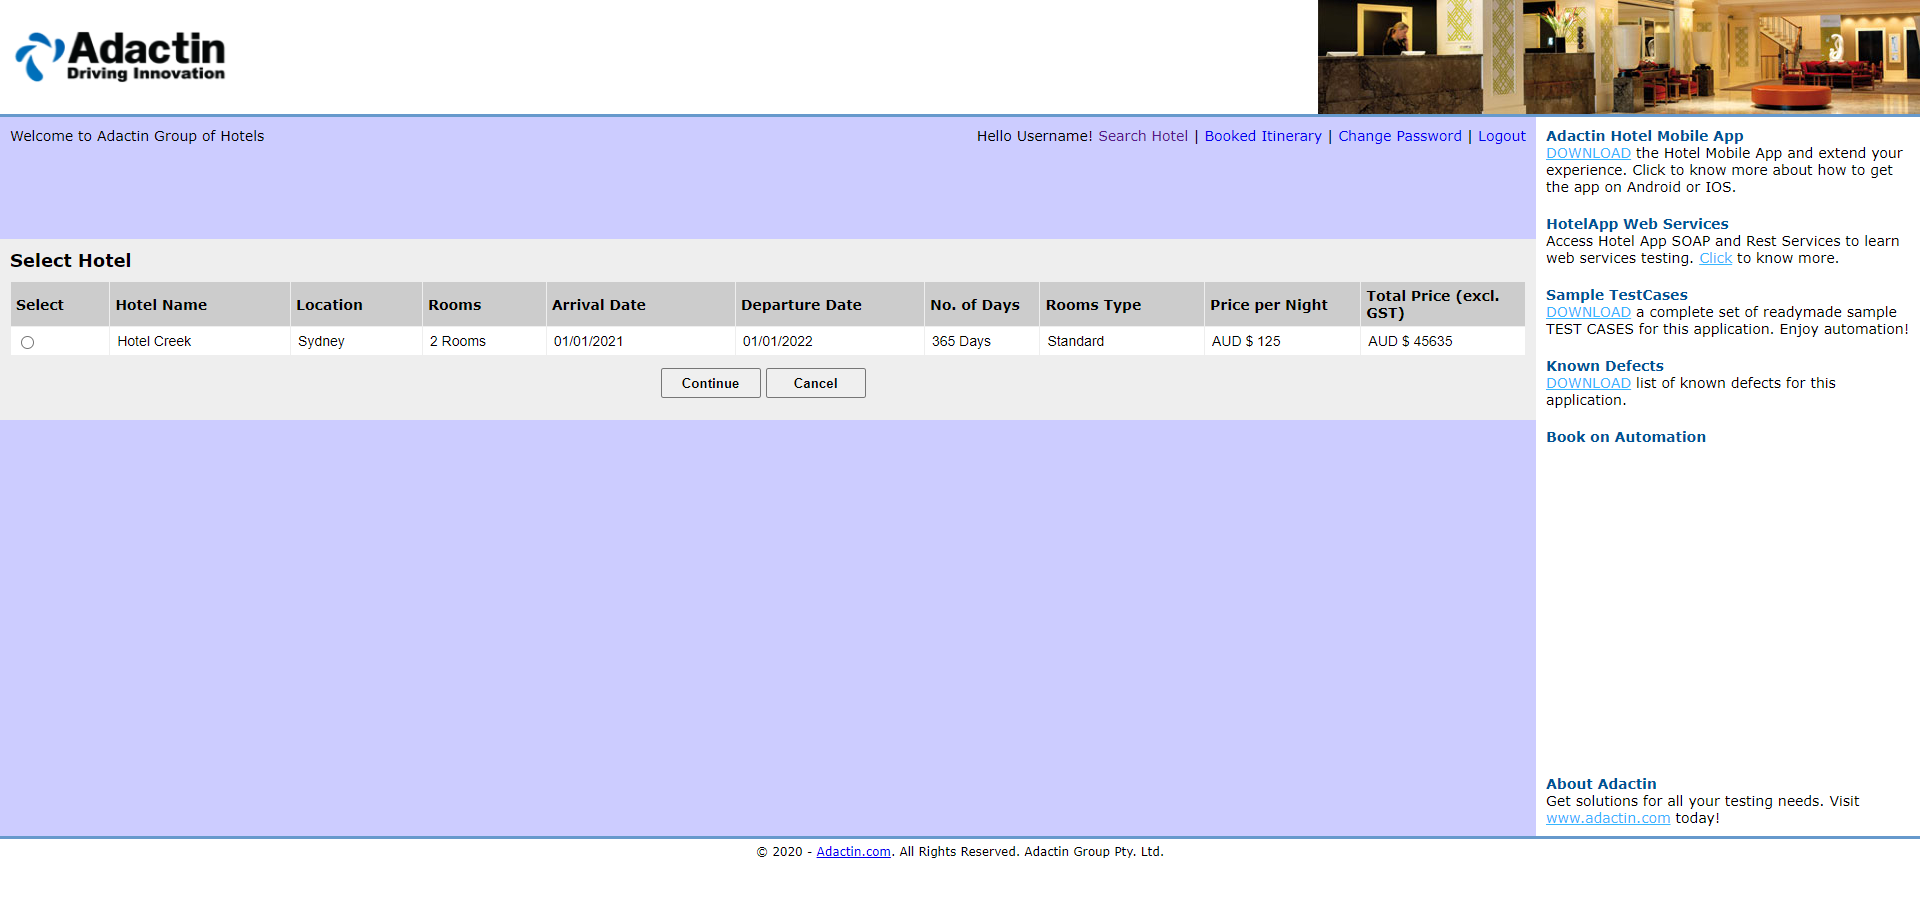 Adactin
Driving Innovation
Welcome to Adactin Group of Hotels
Hello Username! Search Hotel | Booked Itinerary | Change Password | Logout
Select Hotel
Select Hotel Name Location Rooms Arrival Date Departure Date No. of Days Rooms Type Price per Night Total Price (excl. GST)
Hotel Creek Sydney 2 Rooms 01/01/2021 01/01/2022 365 Days Standard AUD $ 125 AUD $ 45635
Continue Cancel
Adactin Hotel Mobile App
DOWNLOAD the Hotel Mobile App and extend your
experience. Click to know more about how to get
the app on Android or IOS.
HotelApp Web Services
Access Hotel App SOAP and Rest Services to learn
web services testing. Click to know more.
Sample TestCases
DOWNLOAD a complete set of readymade sample
TEST CASES for this application. Enjoy automation!
Known Defects
DOWNLOAD list of known defects for this
application.
Book on Automation
About Adactin
Get solutions for all your testing needs. Visit
www.adactin.com today!
© 2020 - Adactin.com. All Rights Reserved. Adactin Group Pty. Ltd.